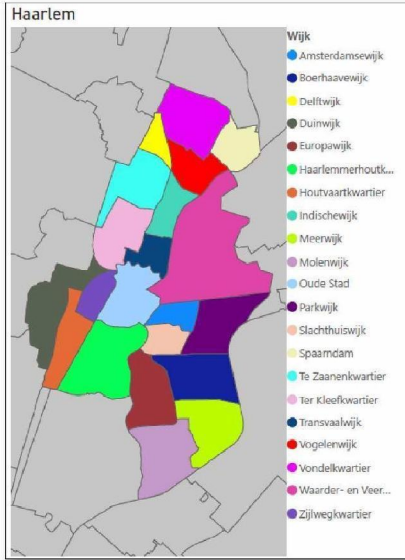 Haarlem
Wijk
Amsterdamsewijk
Boerhaavewijk
Delftwijk
Duinwijk
Europawijk
Haarlemmerhoutk...
Houtvaartkwartier
Indischewijk
Meerwijk
Molenwijk
Oude Stad
Parkwijk
Slachthuiswijk
Spaarndam
Te Zaanenkwartier
Ter Kleefkwartier
Transvaalwijk
Vogelenwijk
Vondelkwartier
Waarder- en Veer...
Zijlwegkwartier